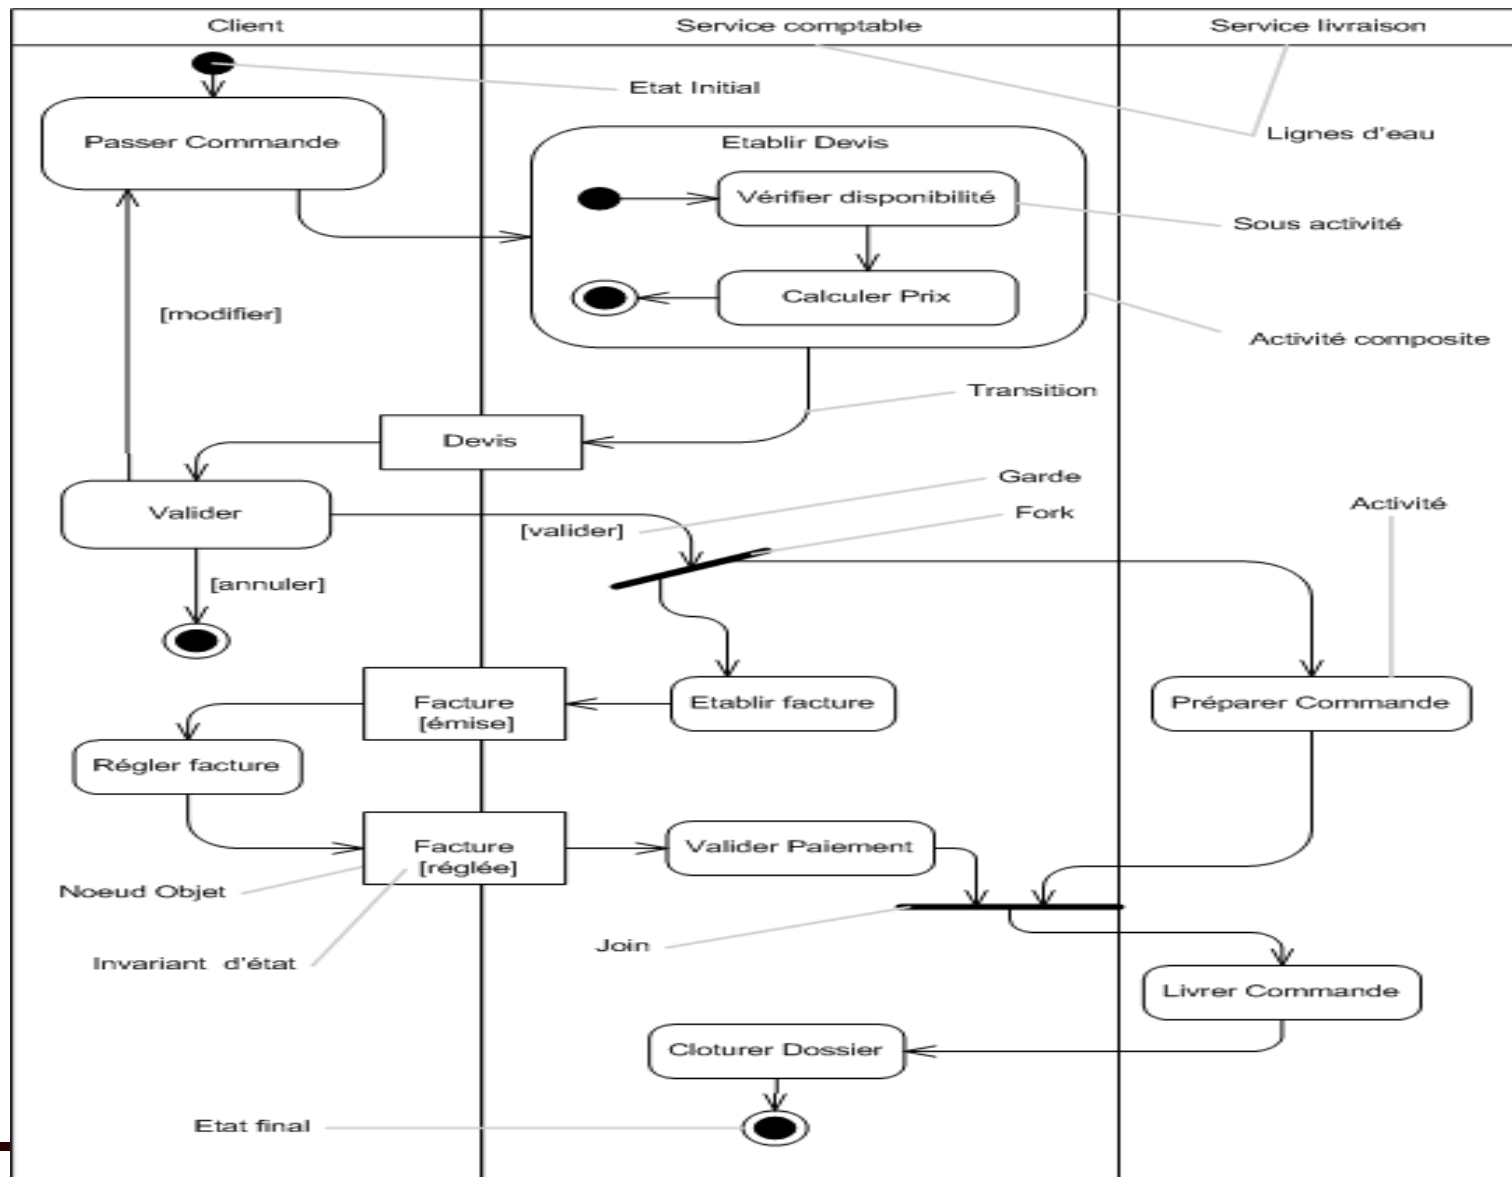 Client
Service comptable
Service livraison
Etat Initial
Lignes d'eau
Passer Commande
Etablir Devis
Vérifier disponibilité
Sous activité
Calculer Prix
[modifier]
Activité composite
Transition
Devis
Garde
Activité
Valider
[valider]
Fork
[annuler]
Facture
[émise]
Etablir facture
Préparer Commande
Régler facture
Facture
[réglée]
Valider Paiement
Noeud Objet
Join
Invariant d'état
Livrer Commande
Cloturer Dossier
Etat final